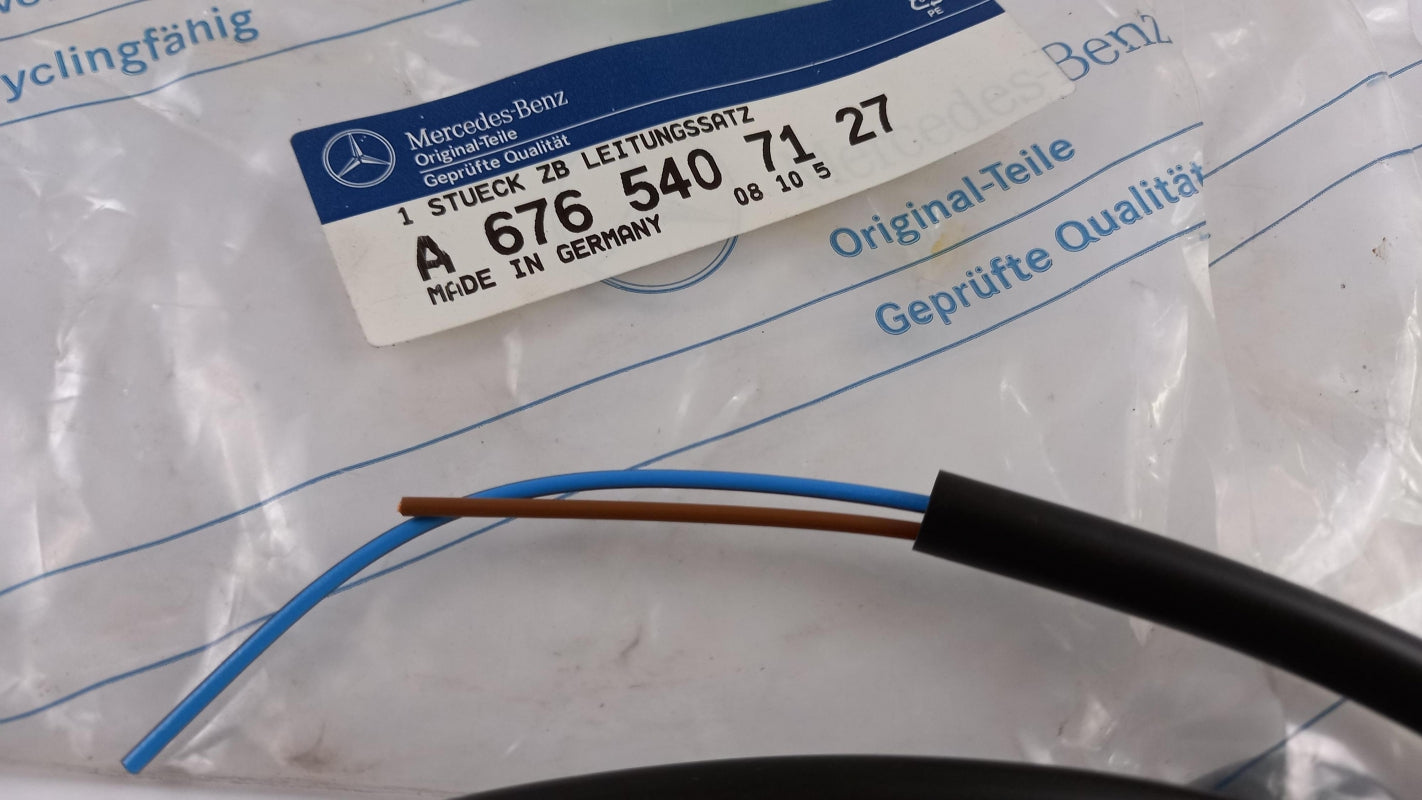 yclingfähig
PE
Mercedes-Benz
Original-Teile
Geprüfte Qualität
1 STUECK ZB LEITUNGSSATZ
A 676 540 71 27
08 10 5
MADE IN GERMANY
Mercedes-Benz
Original-Teile
Geprüfte Qualität